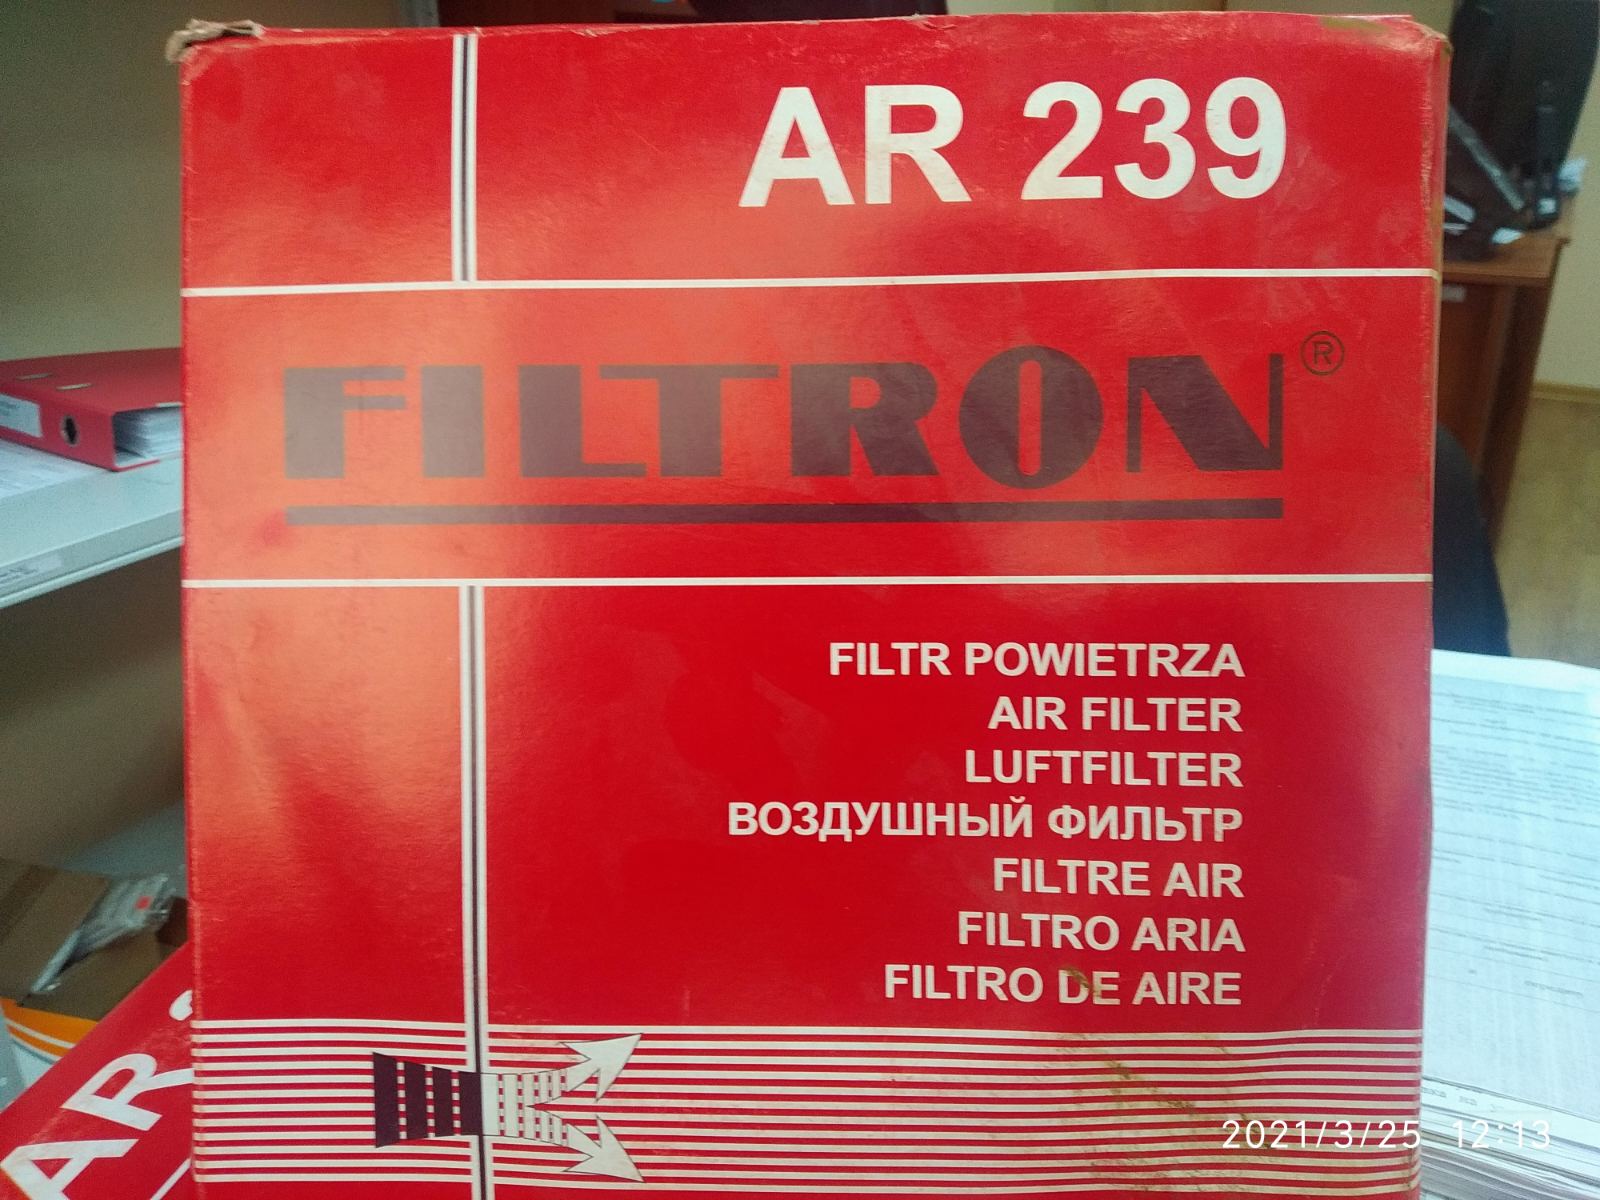 AR 239
FILTRON ®
FILTR POWIETRZA
AIR FILTER
LUFTFILTER
ВОЗДУШНЫЙ ФИЛЬТР
FILTRE AIR
FILTRO ARIA
FILTRO DE AIRE
AR
2021/3/25 12:13